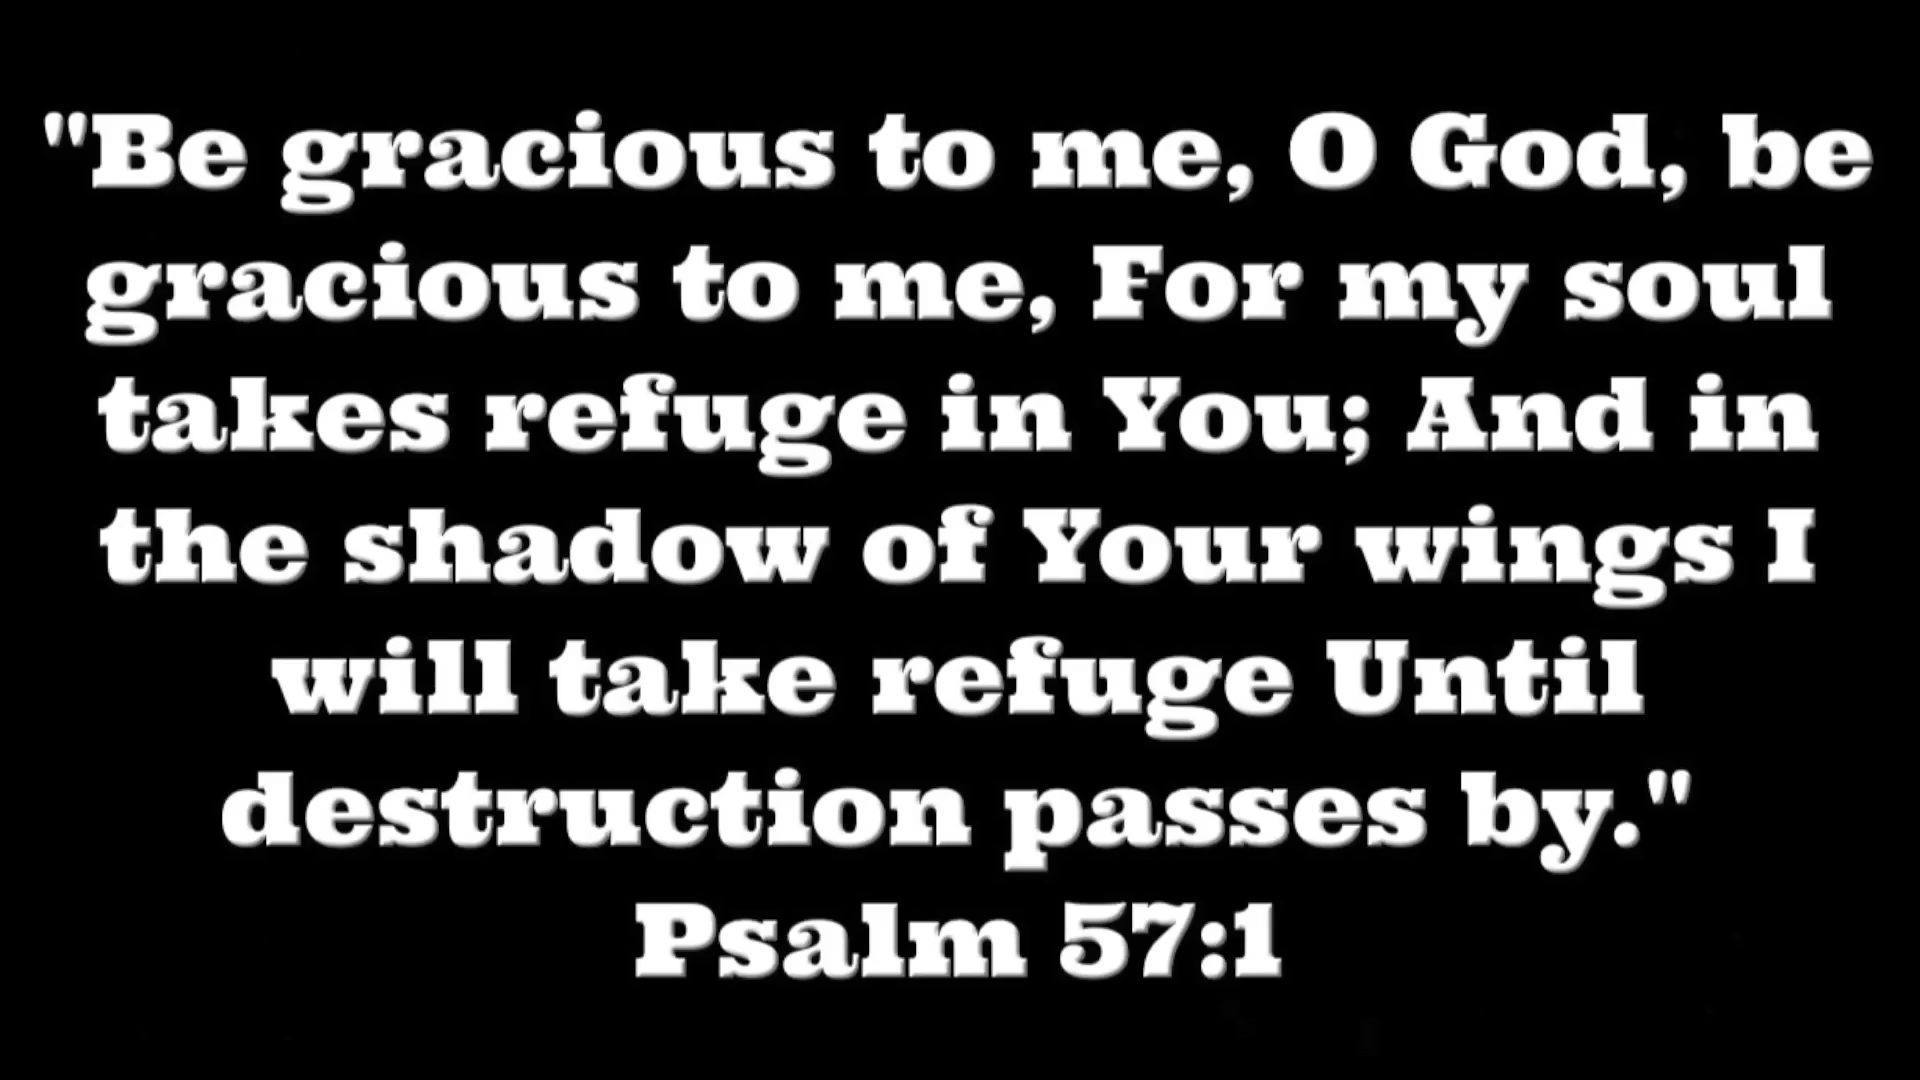 "Be gracious to me, O God, be
gracious to me, For my soul
takes refuge in You; And in
the shadow of Your wings I
will take refuge Until
destruction passes by."
Psalm 57:1